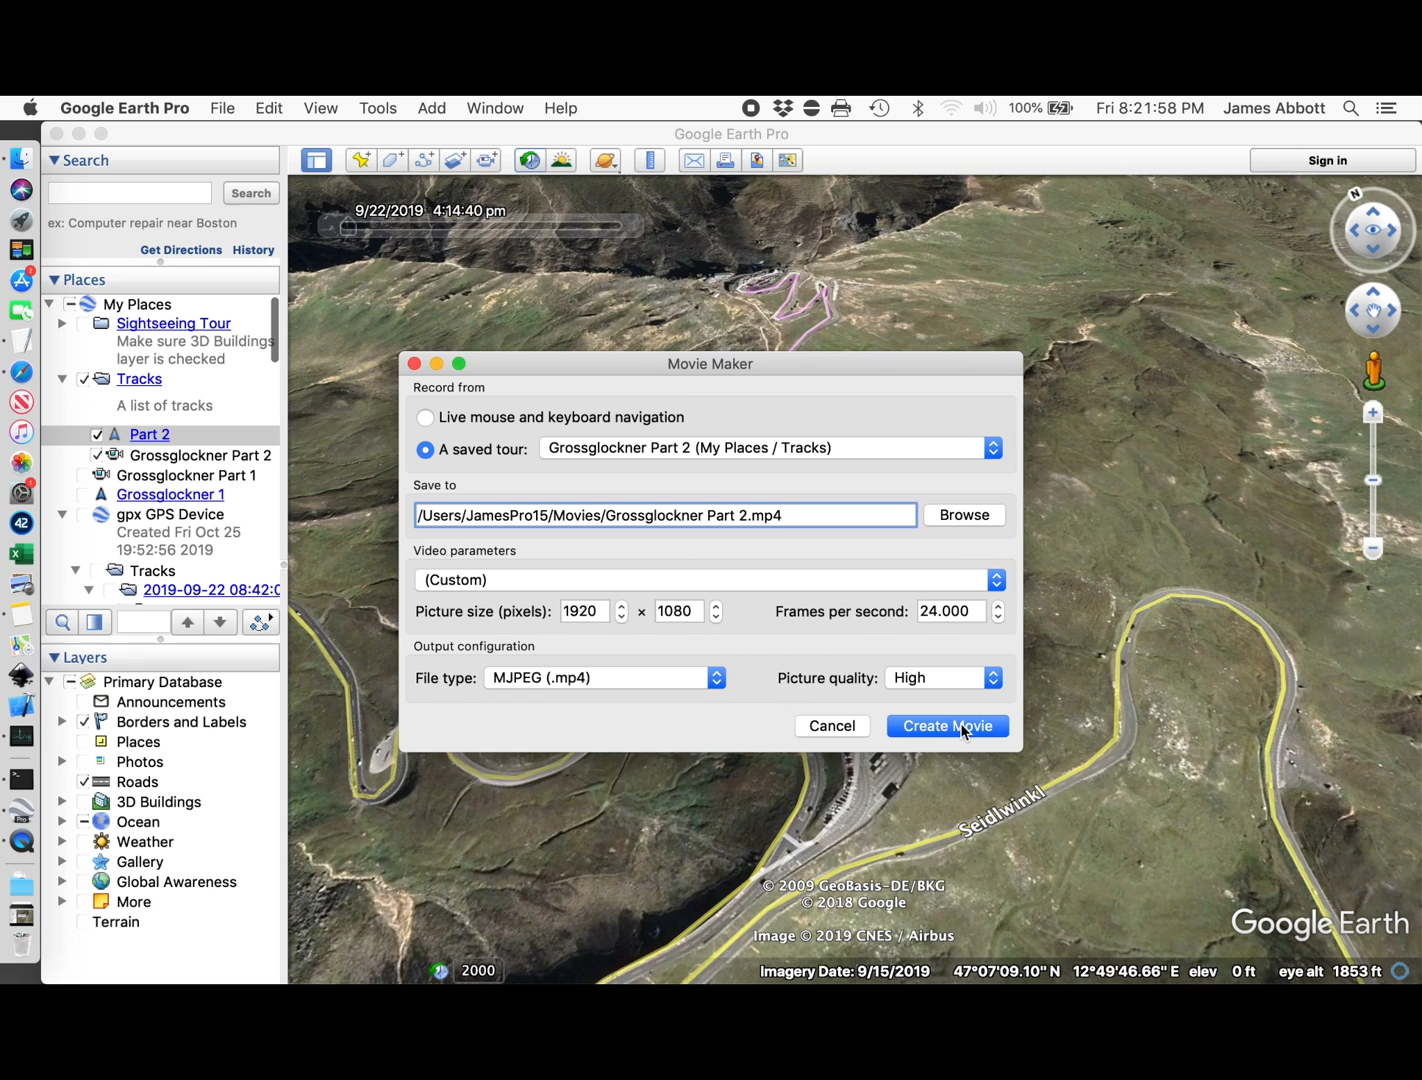 Google Earth Pro File Edit View Tools Add Window Help 100% Fri 8:21:58 PM James Abbott
Google Earth Pro
Search
Sign in
Search
ex: Computer repair near Boston
Get Directions History
Places
My Places
Sightseeing Tour
Make sure 3D Buildings
layer is checked
Tracks
A list of tracks
Part 2
Grossglockner Part 2
Grossglockner Part 1
Grossglockner 1
gpx GPS Device
Created Fri Oct 25
19:52:56 2019
Tracks
2019-09-22 08:42:0
Layers
Primary Database
Announcements
Borders and Labels
Places
Photos
Roads
3D Buildings
Ocean
Weather
Gallery
Global Awareness
More
Terrain
42
9/22/2019 4:14:40 pm
N
Movie Maker
Record from
Live mouse and keyboard navigation
A saved tour: Grossglockner Part 2 (My Places / Tracks)
Save to
/Users/JamesPro15/Movies/Grossglockner Part 2.mp4 Browse
Video parameters
(Custom)
Picture size (pixels): 1920 × 1080 Frames per second: 24.000
Output configuration
File type: MJPEG (.mp4) Picture quality: High
Cancel Create Movie
Seidlwinkl
© 2009 GeoBasis-DE/BKG
© 2018 Google
Image © 2019 CNES / Airbus
Google Earth
2000 Imagery Date: 9/15/2019 47°07'09.10" N 12°49'46.66" E elev 0 ft eye alt 1853 ft